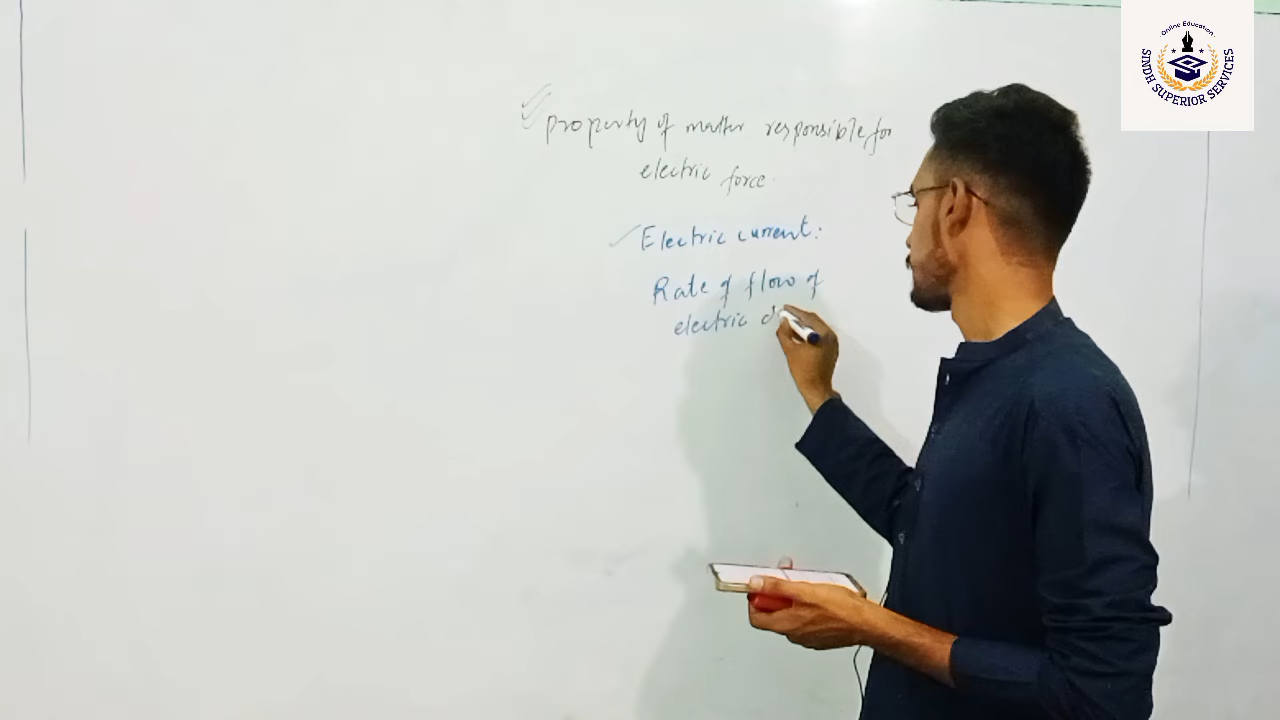 Online Education
SINDH SUPERIOR SERVICES
property of matter responsible for
electric force.
Electric current:
Rate of flow of
electric